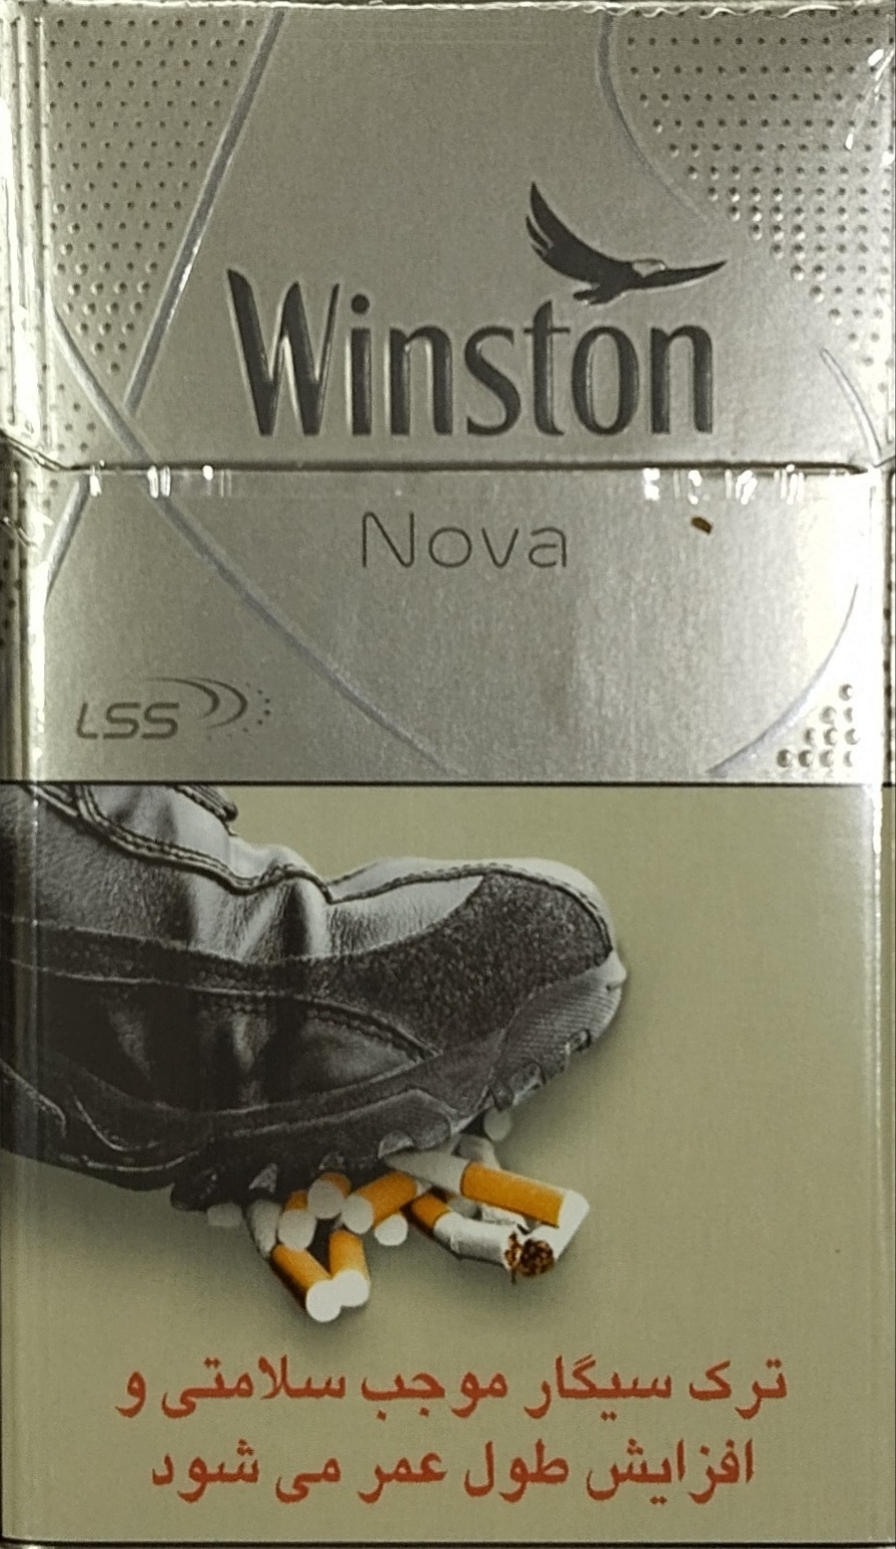 Winston
Nova
LSS
ترک سیگار موجب سلامتی و
افزایش طول عمر می شود